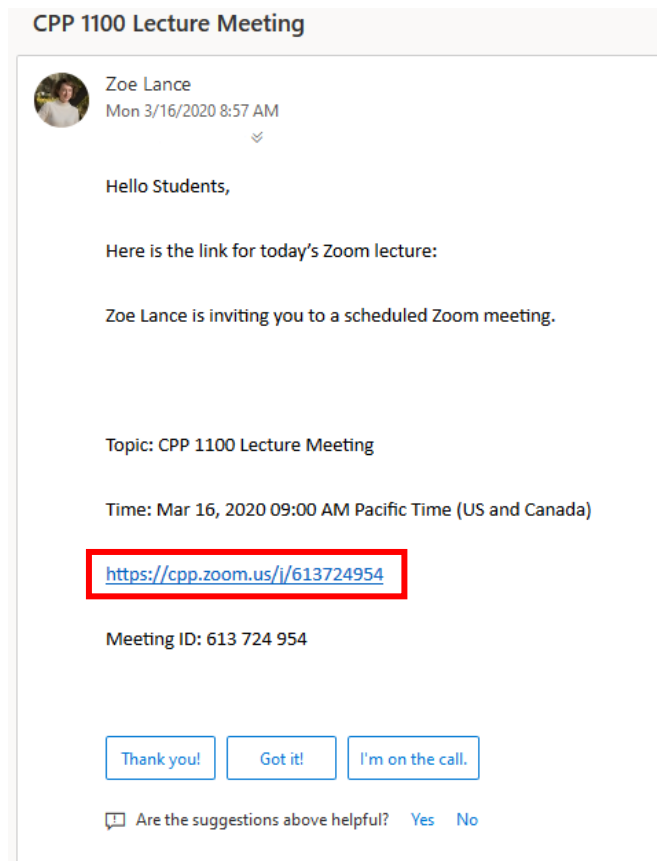 CPP 1100 Lecture Meeting
Zoe Lance
Mon 3/16/2020 8:57 AM
Hello Students,
Here is the link for today’s Zoom lecture:
Zoe Lance is inviting you to a scheduled Zoom meeting.
Topic: CPP 1100 Lecture Meeting
Time: Mar 16, 2020 09:00 AM Pacific Time (US and Canada)
https://cpp.zoom.us/j/613724954
Meeting ID: 613 724 954
Thank you! Got it! I'm on the call.
Are the suggestions above helpful? Yes No